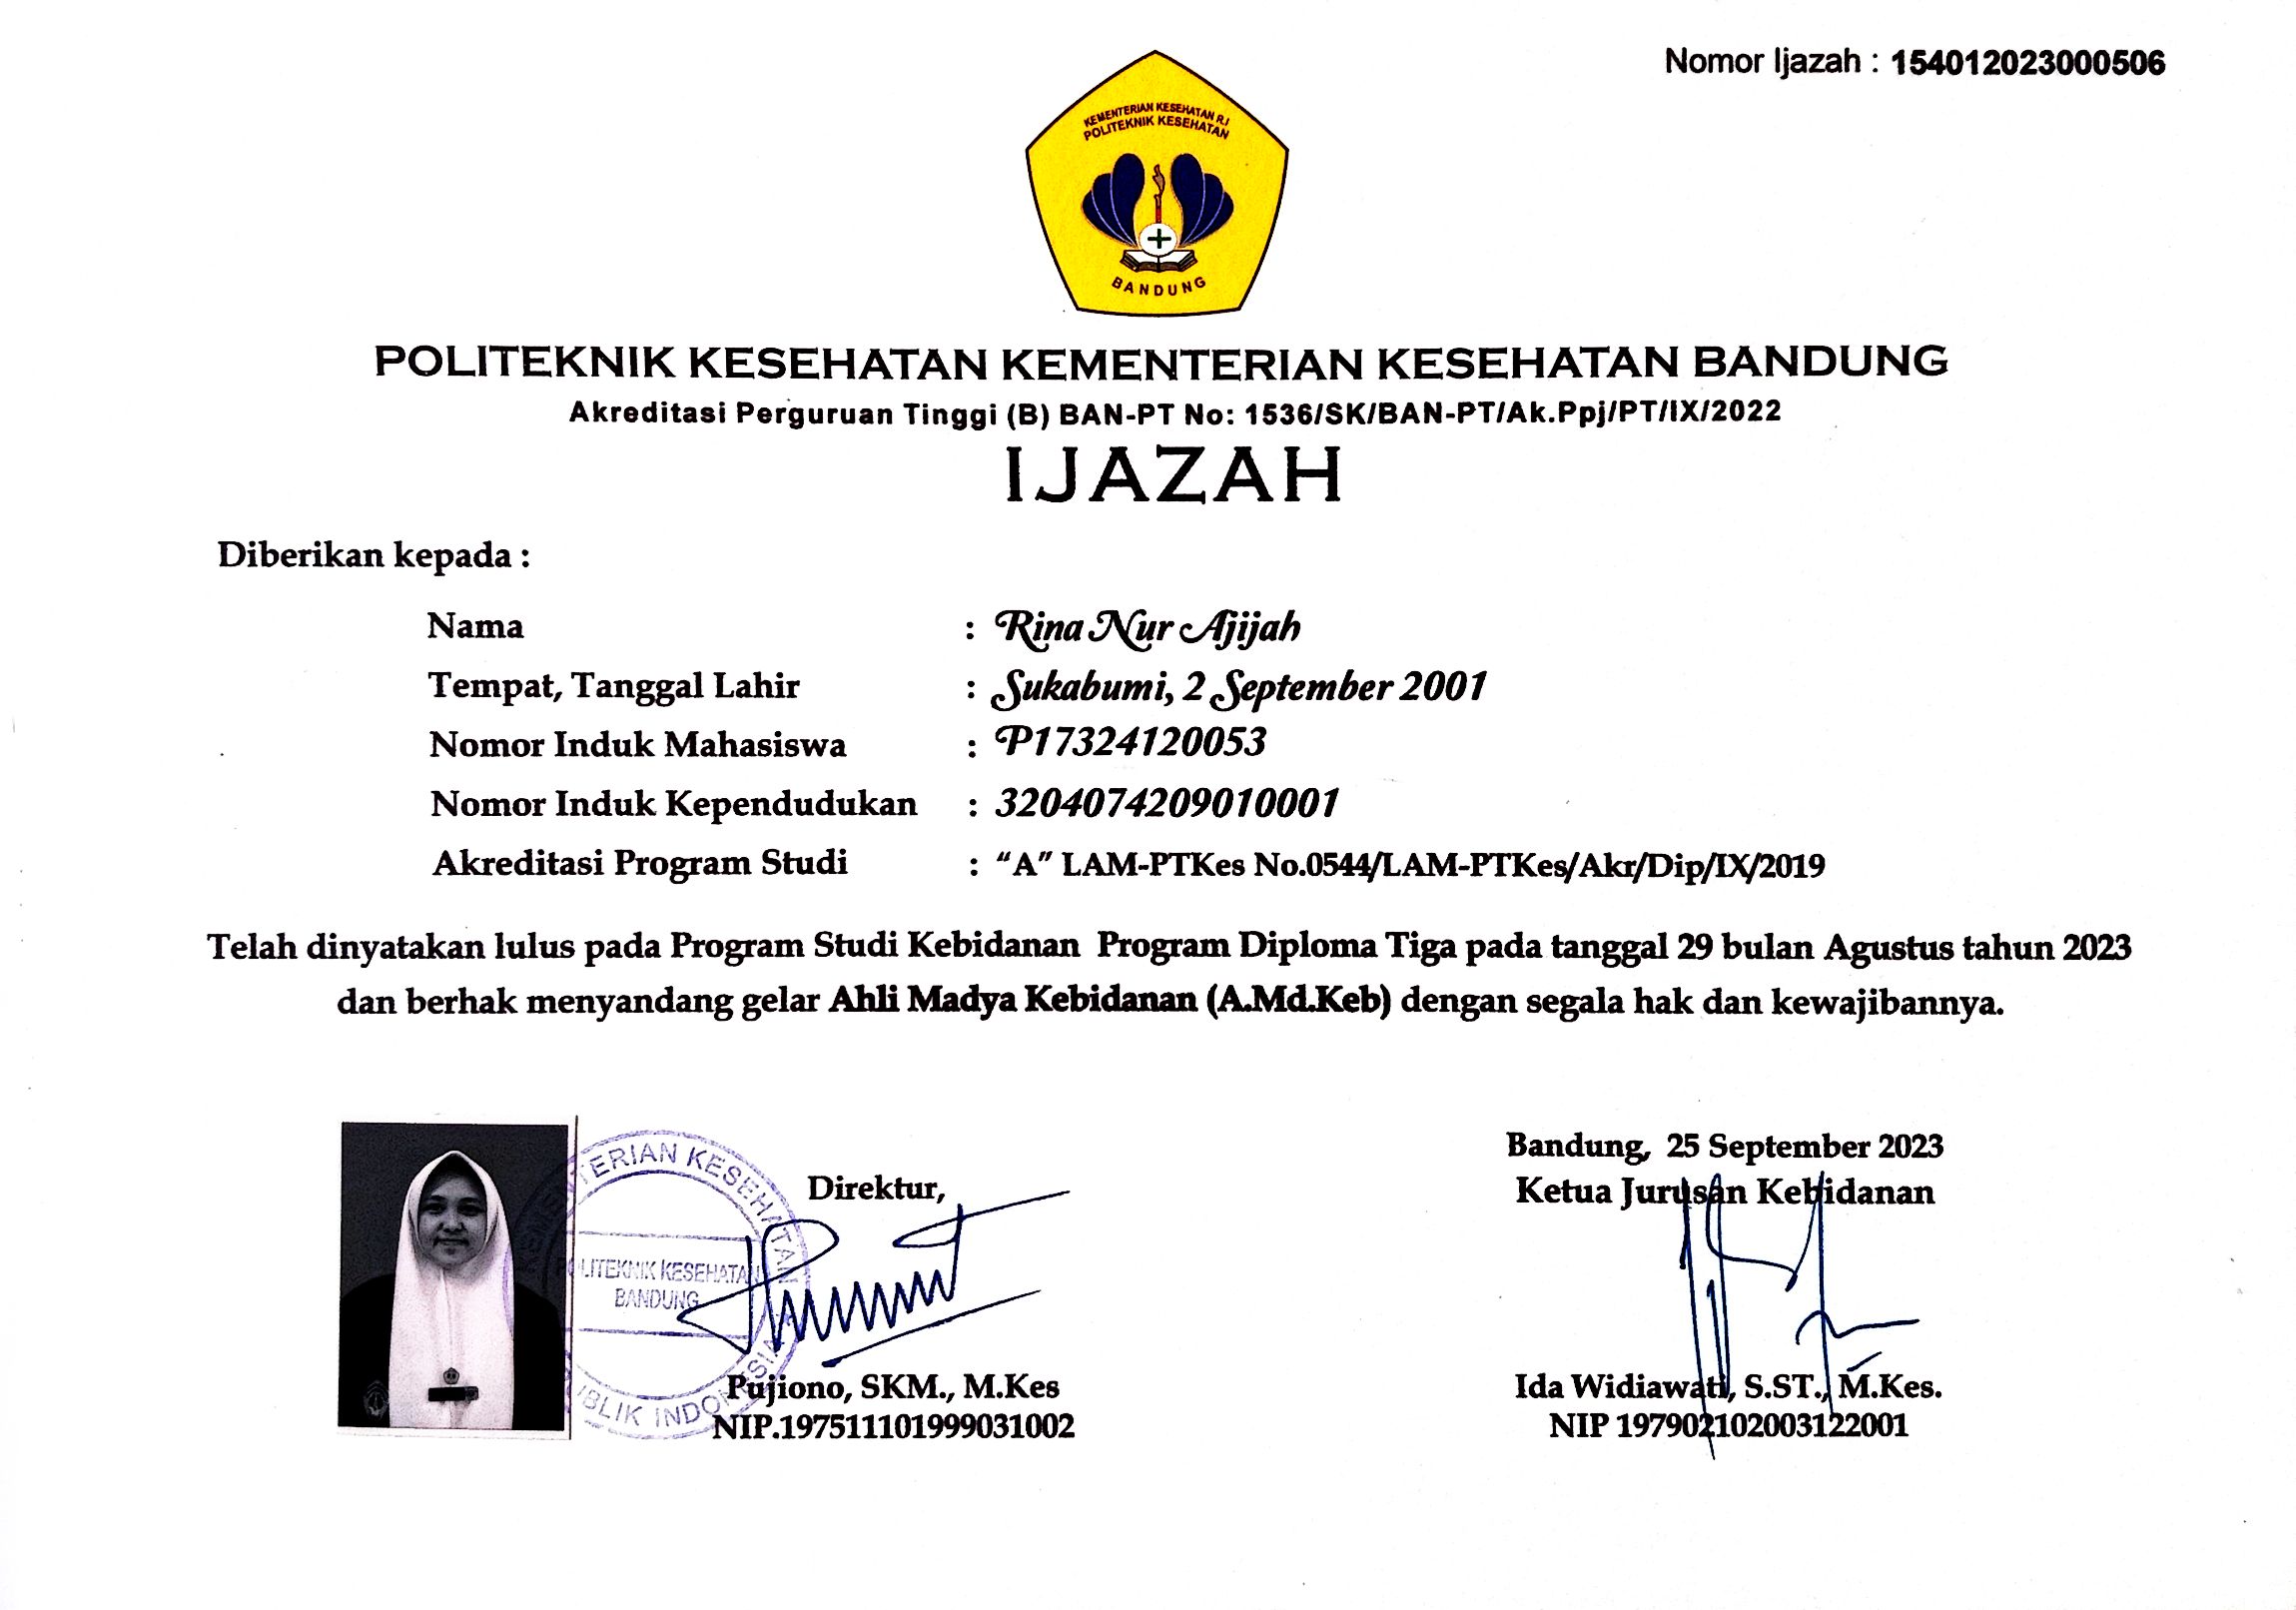 Nomor Ijazah : 154012023000506
KEMENTERIAN KESEHATAN R.I
POLITEKNIK KESEHATAN
BANDUNG
POLITEKNIK KESEHATAN KEMENTERIAN KESEHATAN BANDUNG
Akreditasi Perguruan Tinggi (B) BAN-PT No: 1536/SK/BAN-PT/Ak.Ppj/PT/IX/2022
IJAZAH
Diberikan kepada :
Nama : Rina Nur Ajijah
Tempat, Tanggal Lahir : Sukabumi, 2 September 2001
Nomor Induk Mahasiswa : P17324120053
Nomor Induk Kependudukan : 3204074209010001
Akreditasi Program Studi : “A” LAM-PTKes No.0544/LAM-PTKes/Akr/Dip/IX/2019
Telah dinyatakan lulus pada Program Studi Kebidanan Program Diploma Tiga pada tanggal 29 bulan Agustus tahun 2023
dan berhak menyandang gelar Ahli Madya Kebidanan (A.Md.Keb) dengan segala hak dan kewajibannya.
Bandung, 25 September 2023
Direktur,
Ketua Jurusan Kebidanan
KEMENTERIAN KESEHATAN
POLITEKNIK KESEHATAN
BANDUNG
REPUBLIK INDONESIA
Pujiono, SKM., M.Kes
NIP.197511101999031002
Ida Widiawati, S.ST., M.Kes.
NIP 197902102003122001